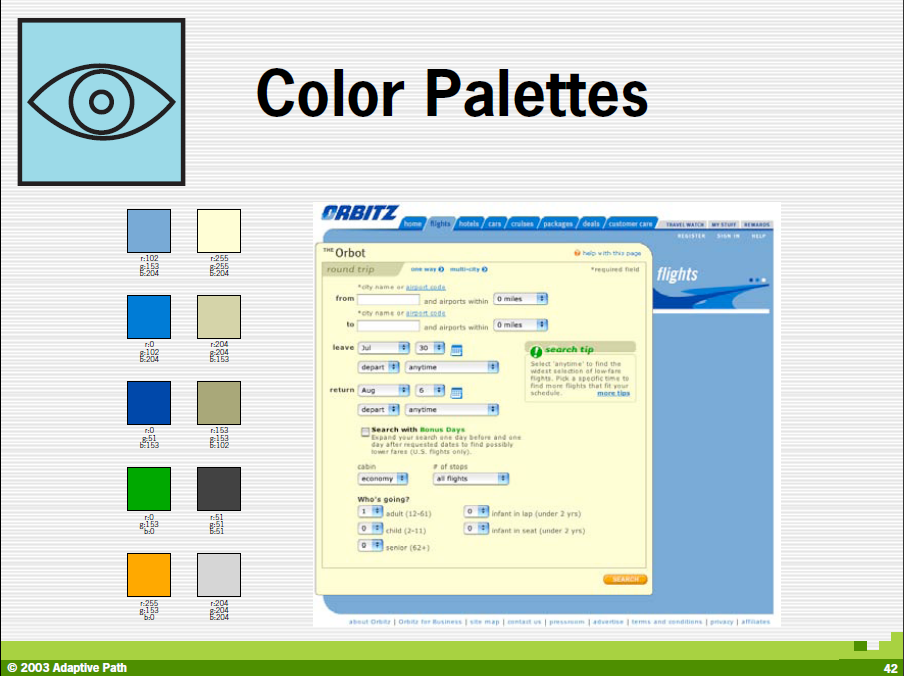 Color Palettes
r:102
g:153
b:204
r:255
g:255
b:204
r:0
g:102
b:204
r:204
g:204
b:153
r:0
g:51
b:153
r:153
g:153
b:102
r:0
g:153
b:0
r:51
g:51
b:51
r:255
g:153
b:0
r:204
g:204
b:204
ORBITZ
home flights hotels cars cruises packages deals customer care TRAVEL WATCH MY STUFF REWARDS
REGISTER SIGN IN HELP
THE Orbot help with this page
round trip one way multi-city *required field
flights
*city name or airport code
from and airports within 0 miles
*city name or airport code
to and airports within 0 miles
leave Jul 30
depart anytime
return Aug 6
depart anytime
! search tip
Select 'anytime' to find the
widest selection of low-fare
flights. Pick a specific time to
find more flights that fit your
schedule. more tips
Search with Bonus Days
Expand your search one day before and one
day after requested dates to find possibly
lower fares (U.S. flights only).
cabin # of stops
economy all flights
Who's going?
1 adult (12-61) 0 infant in lap (under 2 yrs)
0 child (2-11) 0 infant in seat (under 2 yrs)
0 senior (62+)
SEARCH
about Orbitz | Orbitz for Business | site map | contact us | pressroom | advertise | terms and conditions | privacy | affiliates
© 2003 Adaptive Path 42